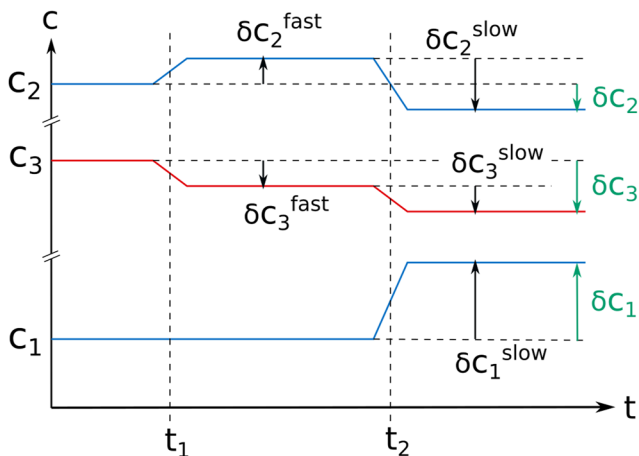 c
δc₂ᶠᵃˢᵗ
δc₂ˢˡᵒʷ
c₂
δc₂
c₃
δc₃ˢˡᵒʷ
δc₃
δc₃ᶠᵃˢᵗ
δc₁
c₁
δc₁ˢˡᵒʷ
t
t₁
t₂